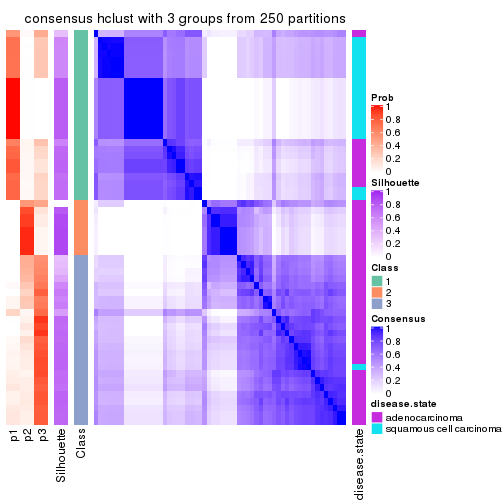 consensus hclust with 3 groups from 250 partitions
Prob
1
0.8
0.6
0.4
0.2
0
Silhouette
1
0.8
0.6
0.4
0.2
0
Class
1
2
3
Consensus
1
0.8
0.6
0.4
0.2
0
disease.state
adenocarcinoma
squamous cell carcinoma
p1
p2
p3
Silhouette
Class
disease.state